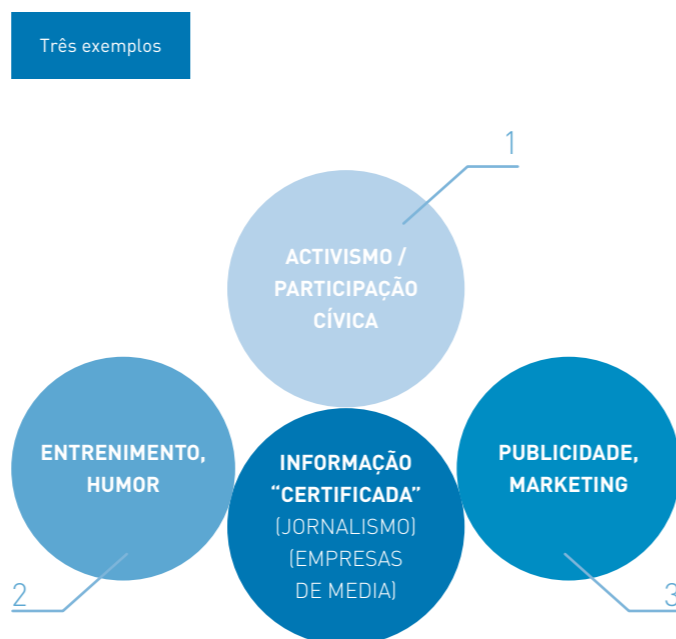 Três exemplos
1
ACTIVISMO /
PARTICIPAÇÃO
CÍVICA
ENTRENIMENTO,
HUMOR
2
INFORMAÇÃO
“CERTIFICADA”
(JORNALISMO)
(EMPRESAS
DE MEDIA)
PUBLICIDADE,
MARKETING
3